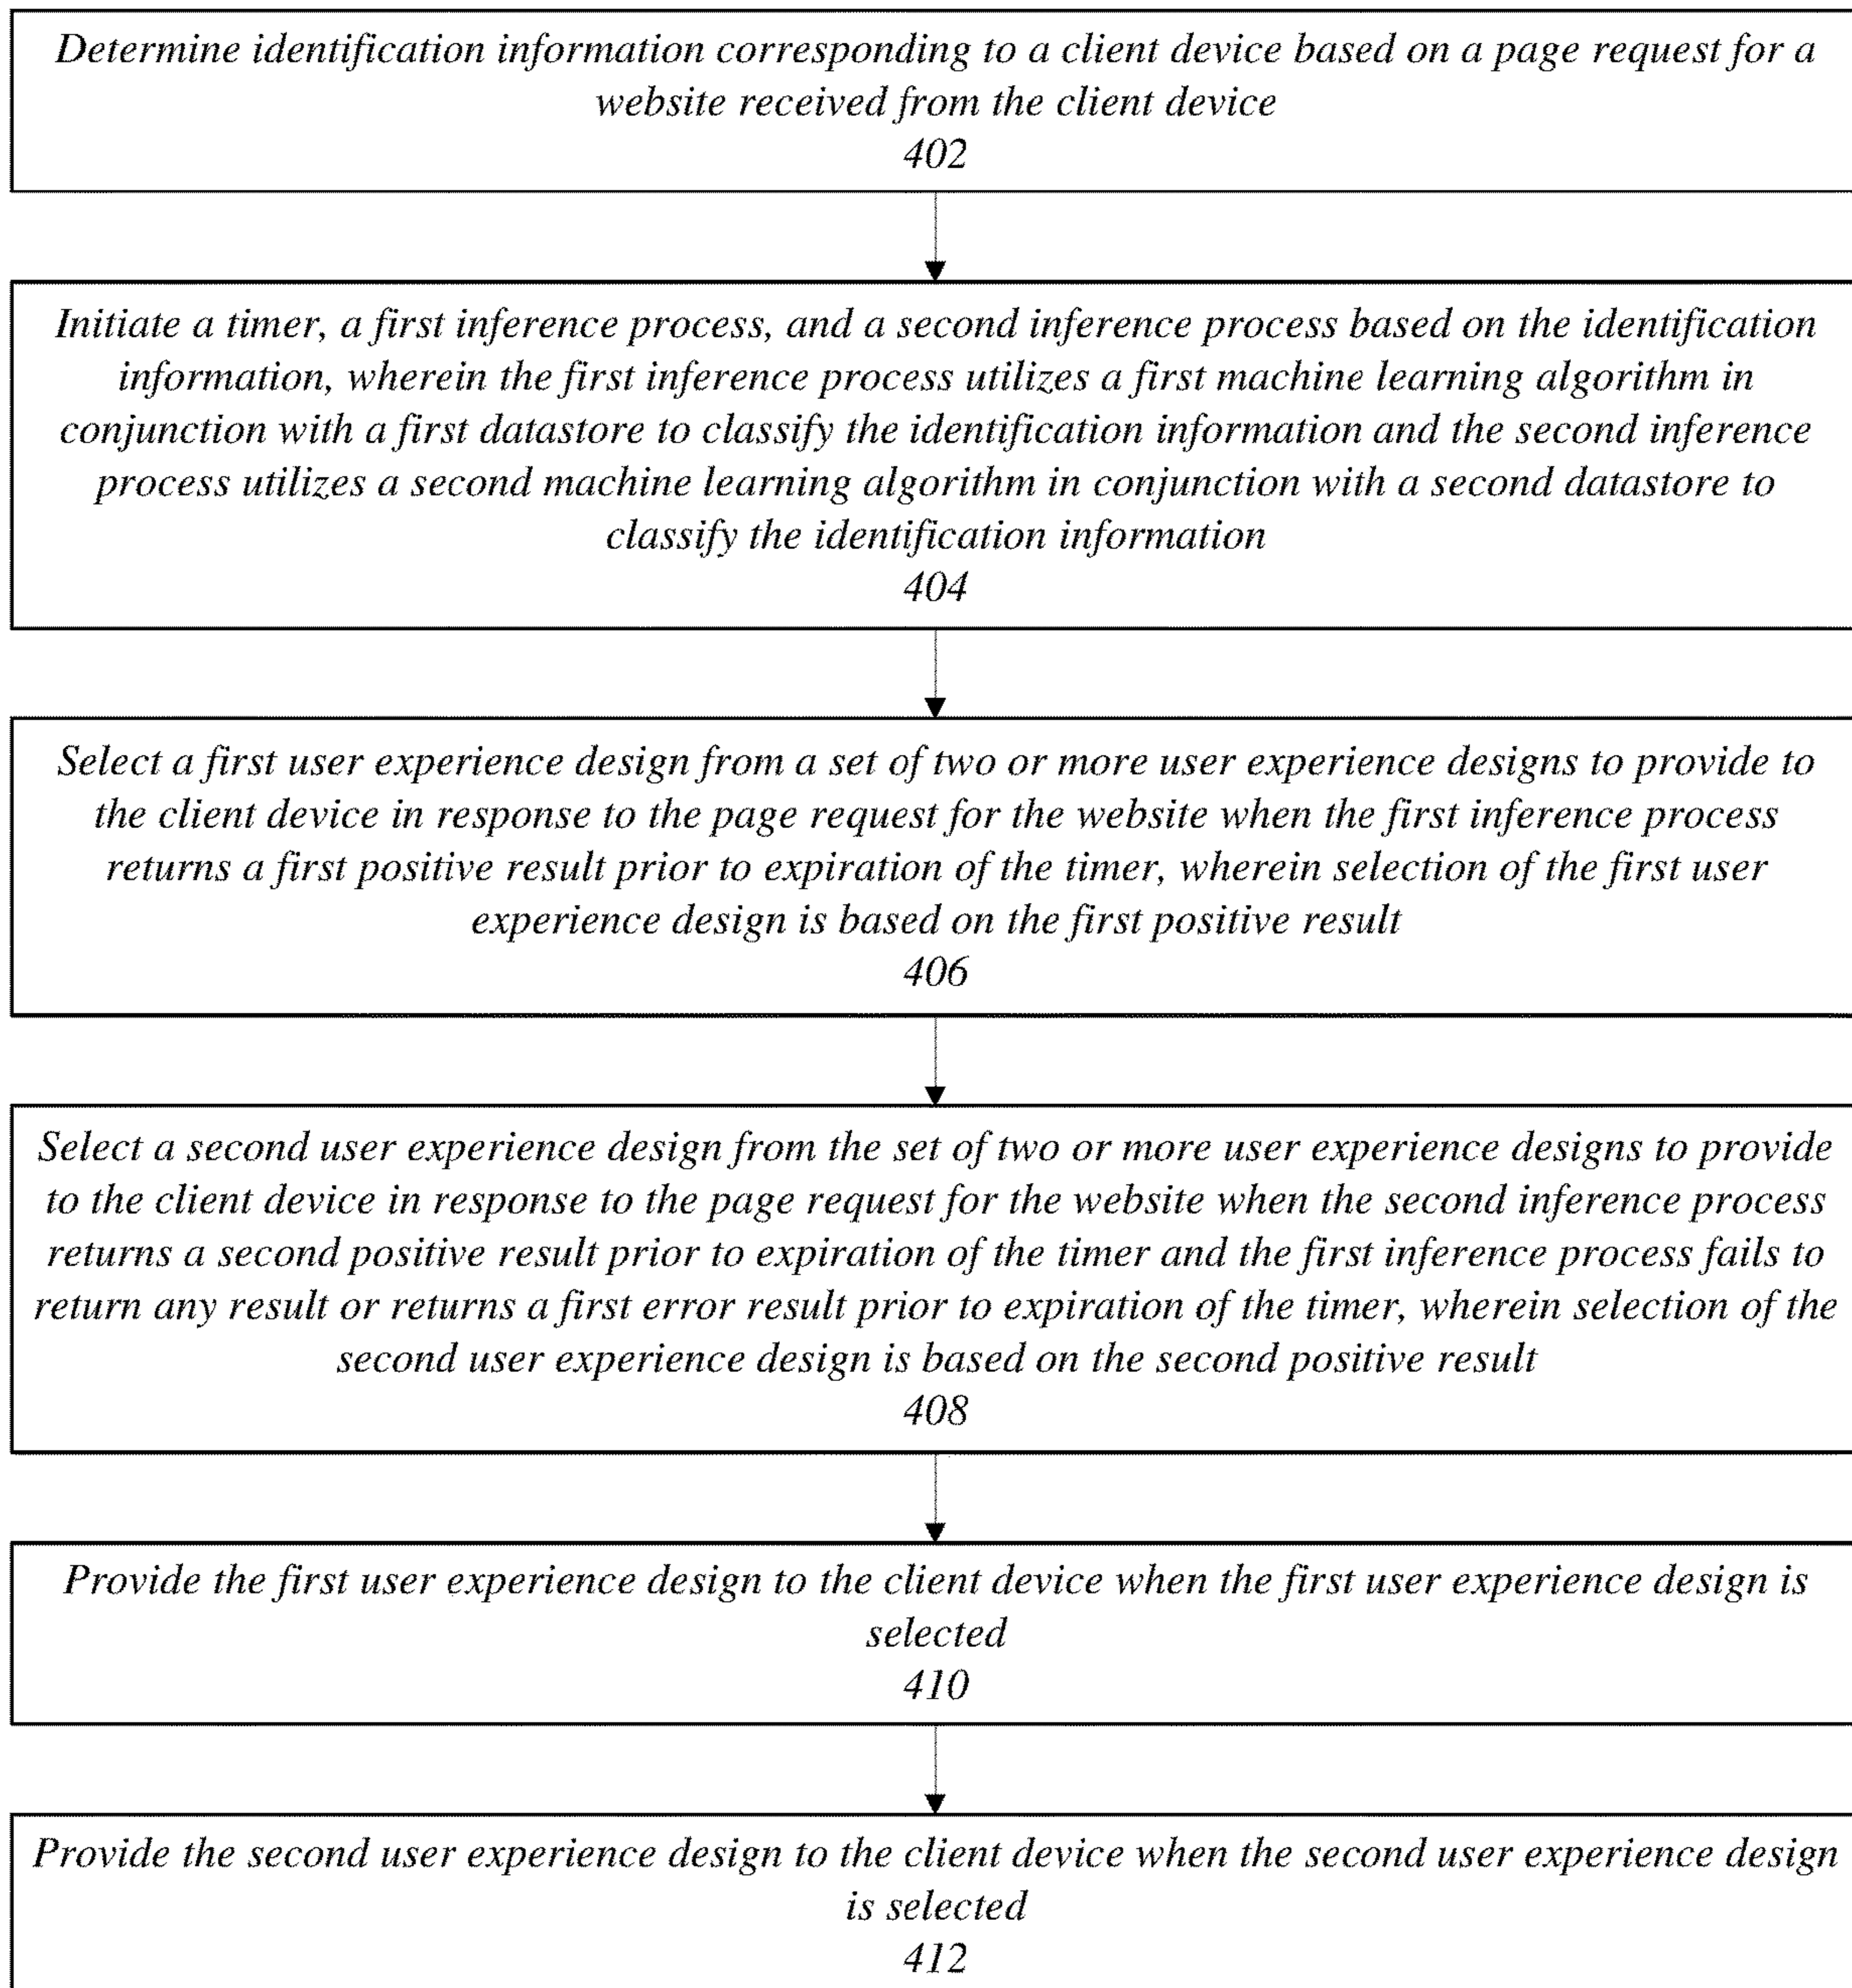 Determine identification information corresponding to a client device based on a page request for a
website received from the client device
402
Initiate a timer, a first inference process, and a second inference process based on the identification
information, wherein the first inference process utilizes a first machine learning algorithm in
conjunction with a first datastore to classify the identification information and the second inference
process utilizes a second machine learning algorithm in conjunction with a second datastore to
classify the identification information
404
Select a first user experience design from a set of two or more user experience designs to provide to
the client device in response to the page request for the website when the first inference process
returns a first positive result prior to expiration of the timer, wherein selection of the first user
experience design is based on the first positive result
406
Select a second user experience design from the set of two or more user experience designs to provide
to the client device in response to the page request for the website when the second inference process
returns a second positive result prior to expiration of the timer and the first inference process fails to
return any result or returns a first error result prior to expiration of the timer, wherein selection of the
second user experience design is based on the second positive result
408
Provide the first user experience design to the client device when the first user experience design is
selected
410
Provide the second user experience design to the client device when the second user experience design
is selected
412